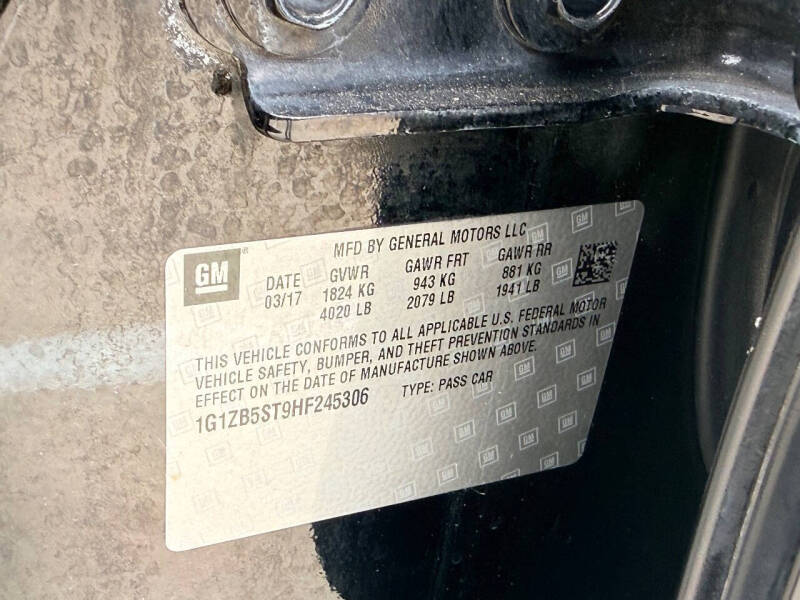 GM
MFD BY GENERAL MOTORS LLC
DATE GVWR GAWR FRT GAWR RR
03/17 1824 KG 943 KG 881 KG
4020 LB 2079 LB 1941 LB
THIS VEHICLE CONFORMS TO ALL APPLICABLE U.S. FEDERAL MOTOR
VEHICLE SAFETY, BUMPER, AND THEFT PREVENTION STANDARDS IN
EFFECT ON THE DATE OF MANUFACTURE SHOWN ABOVE.
1G1ZB5ST9HF245306 TYPE: PASS CAR